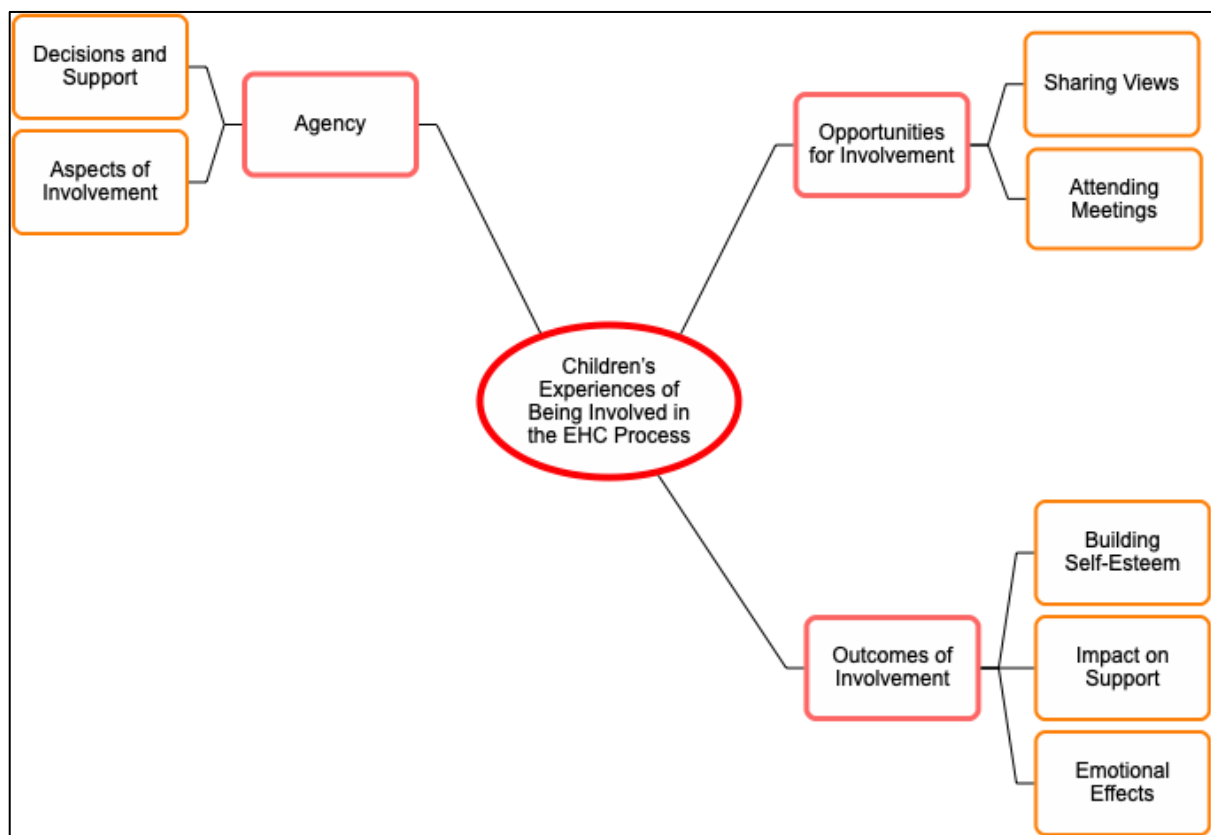 Decisions and
Support
Agency
Aspects of
Involvement
Sharing Views
Opportunities
for Involvement
Attending
Meetings
Children’s
Experiences of
Being Involved in
the EHC Process
Building
Self-Esteem
Outcomes of
Involvement
Impact on
Support
Emotional
Effects